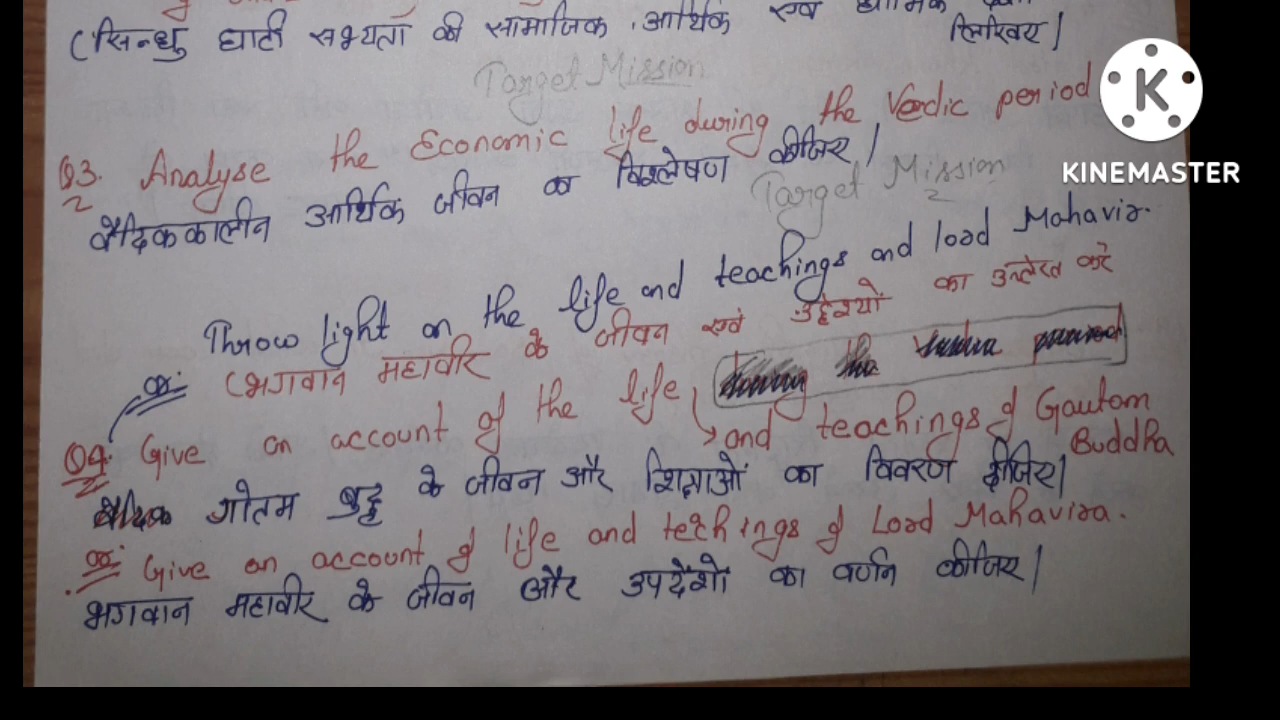 (सिन्धु घाटी सभ्यता की सामाजिक, आर्थिक एवं धार्मिक
लिखिए।
Target Mission
K
KINEMASTER
Q3. Analyse the Economic life during the Vedic period
वैदिककालीन आर्थिक जीवन का विश्लेषण कीजिए।
Target Mission
Throw light on the life and teachings and lord Mahavir.
or (भगवान महावीर के जीवन एवं उद्देश्यों का उल्लेख करे
Q4. Give an account of the life and teachings of Gautam Buddha
गोतम बुद्ध के जीवन और शिक्षाओं का विवरण दीजिए।
or Give an account of life and techings of Lord Mahavira.
भगवान महावीर के जीवन और उपदेशों का वर्णन कीजिए।